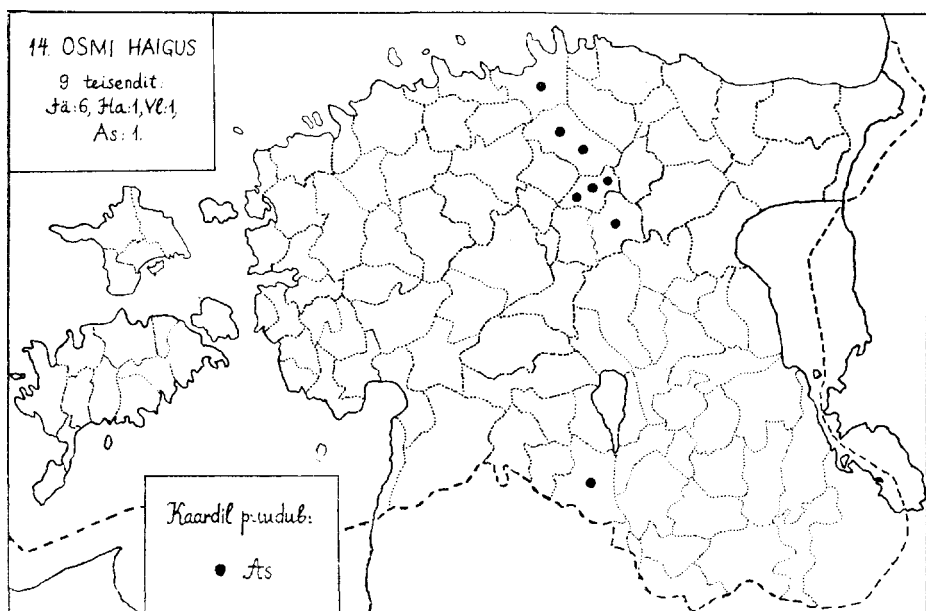 14. OSMI HAIGUS
9 teisendit:
Jä:6, Ha:1, Vl:1,
As: 1.
Kaardil puudub:
As